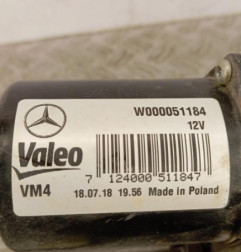 W000051184
12V
Valeo
7 124000 511847
VM4
18.07.18 19.56 Made in Poland